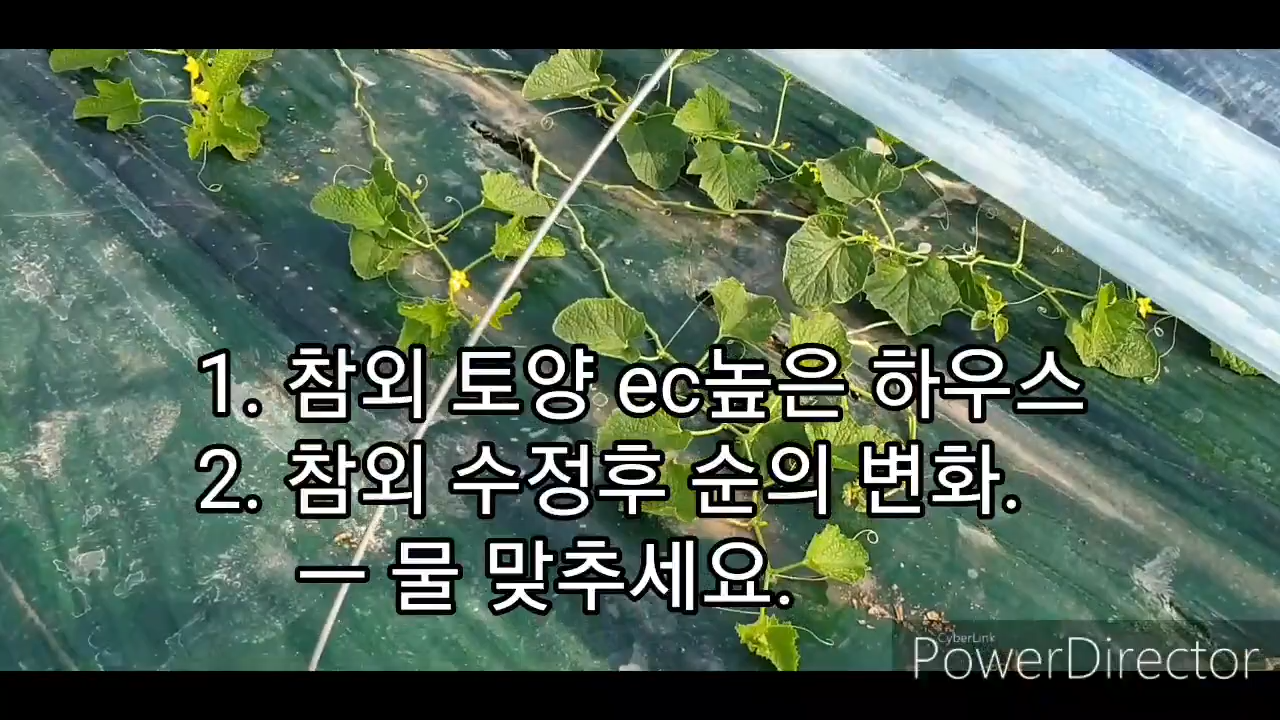 1. 참외 토양 ec높은 하우스
2. 참외 수정후 순의 변화.
ㅡ 물 맞추세요.
CyberLink
PowerDirector